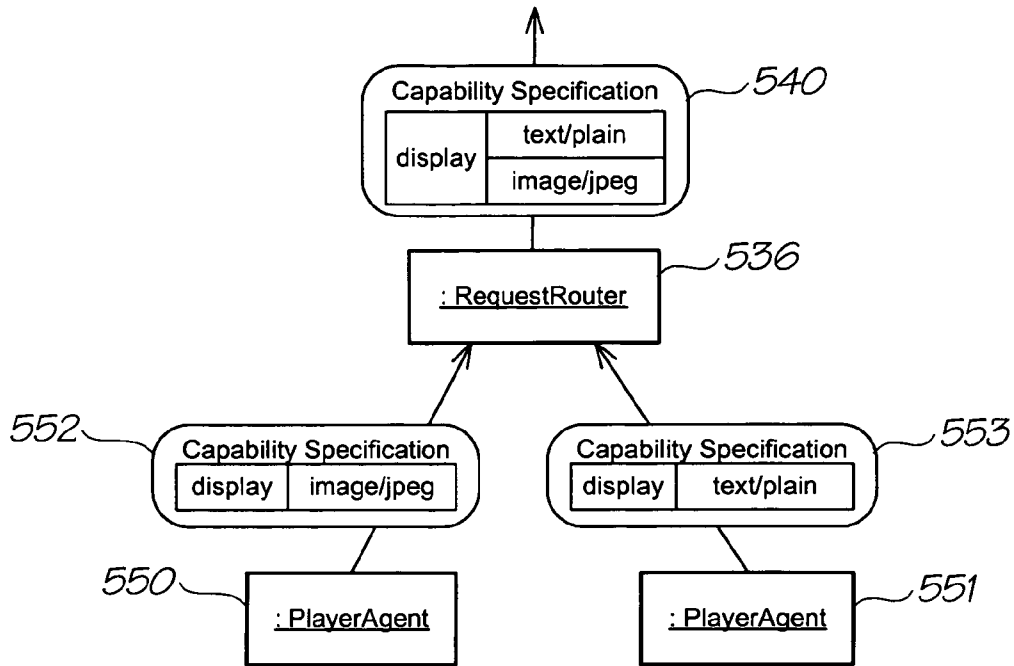 Capability Specification
540
display
text/plain
image/jpeg
536
: RequestRouter
552
Capability Specification
display image/jpeg
553
Capability Specification
display text/plain
550
: PlayerAgent
551
: PlayerAgent